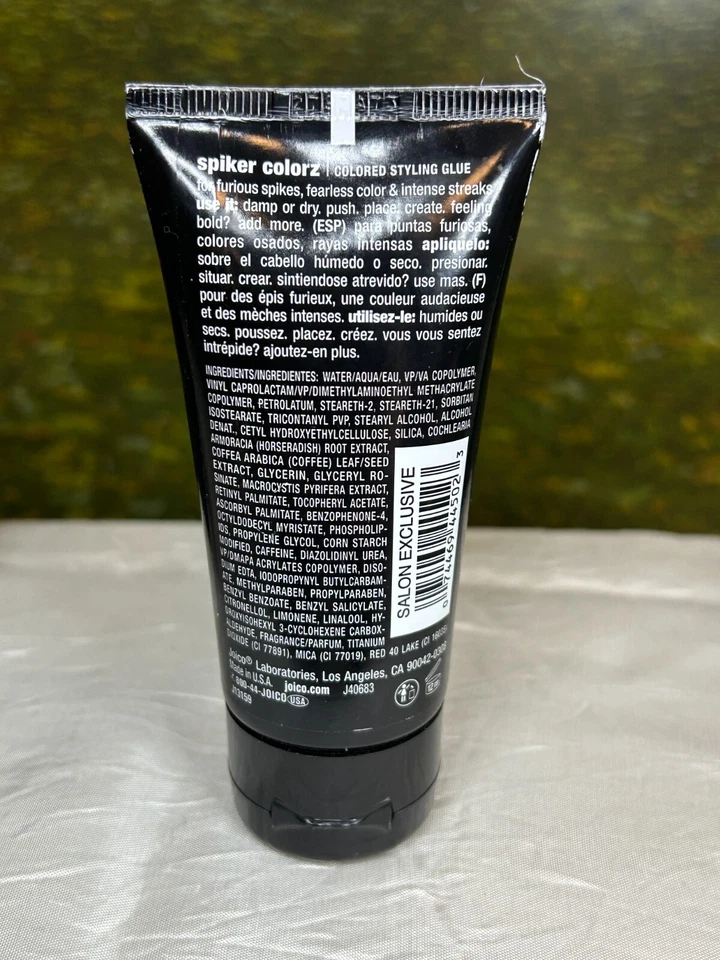 spiker colorz | COLORED STYLING GLUE
for furious spikes, fearless color & intense streaks
use it: damp or dry. push. place. create. feeling
bold? add more. (ESP) para puntas furiosas,
colores osados, rayas intensas apliquelo:
sobre el cabello húmedo o seco. presionar.
situar. crear. sintiendose atrevido? use mas. (F)
pour des épis furieux, une couleur audacieuse
et des mèches intenses. utilisez-le: humides ou
secs. poussez. placez. créez. vous vous sentez
intrépide? ajoutez-en plus.
INGREDIENTS/INGREDIENTES: WATER/AQUA/EAU, VP/VA COPOLYMER,
VINYL CAPROLACTAM/VP/DIMETHYLAMINOETHYL METHACRYLATE
COPOLYMER, PETROLATUM, STEARETH-2, STEARETH-21, SORBITAN
ISOSTEARATE, TRICONTANYL PVP, STEARYL ALCOHOL, ALCOHOL
DENAT., CETYL HYDROXYETHYLCELLULOSE, SILICA, COCHLEARIA
ARMORACIA (HORSERADISH) ROOT EXTRACT,
COFFEA ARABICA (COFFEE) LEAF/SEED
EXTRACT, GLYCERIN, GLYCERYL RO-
SINATE, MACROCYSTIS PYRIFERA EXTRACT,
RETINYL PALMITATE, TOCOPHERYL ACETATE,
ASCORBYL PALMITATE, BENZOPHENONE-4,
OCTYLDODECYL MYRISTATE, PHOSPHOLIP-
IDS, PROPYLENE GLYCOL, CORN STARCH
MODIFIED, CAFFEINE, DIAZOLIDINYL UREA,
VP/DMAPA ACRYLATES COPOLYMER, DISO-
DIUM EDTA, IODOPROPYNYL BUTYLCARBAM-
ATE, METHYLPARABEN, PROPYLPARABEN,
BENZYL BENZOATE, BENZYL SALICYLATE,
CITRONELLOL, LIMONENE, LINALOOL, HY-
DROXYISOHEXYL 3-CYCLOHEXENE CARBOX-
ALDEHYDE, FRAGRANCE/PARFUM, TITANIUM
DIOXIDE (CI 77891), MICA (CI 77019), RED 40 LAKE (CI 16035)
SALON EXCLUSIVE
0 74469 44502 3
Joico® Laboratories, Los Angeles, CA 90042-0308
Made in U.S.A. joico.com J40683
JOICO USA
12 M